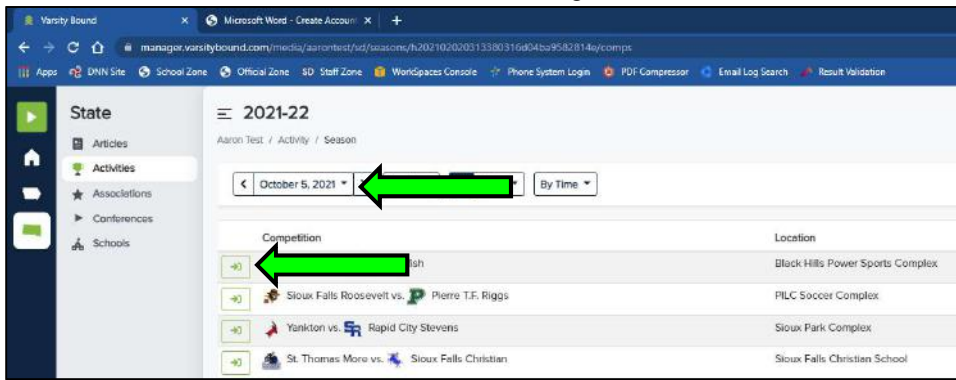 Varsity Bound × Microsoft Word - Create Account × +
manager.varsitybound.com/media/aarontest/sd/seasons/h202102020313380316d04ba9582814e/comps
Apps DNN Site School Zone Official Zone SD Staff Zone WorkSpaces Console Phone System Login PDF Compressor Email Log Search Result Validation
State
Articles
Activities
Associations
Conferences
Schools
2021-22
Aaron Test / Activity / Season
October 5, 2021 By Time
Competition Location
ish Black Hills Power Sports Complex
Sioux Falls Roosevelt vs. Pierre T.F. Riggs PILC Soccer Complex
Yankton vs. Rapid City Stevens Sioux Park Complex
St. Thomas More vs. Sioux Falls Christian Sioux Falls Christian School